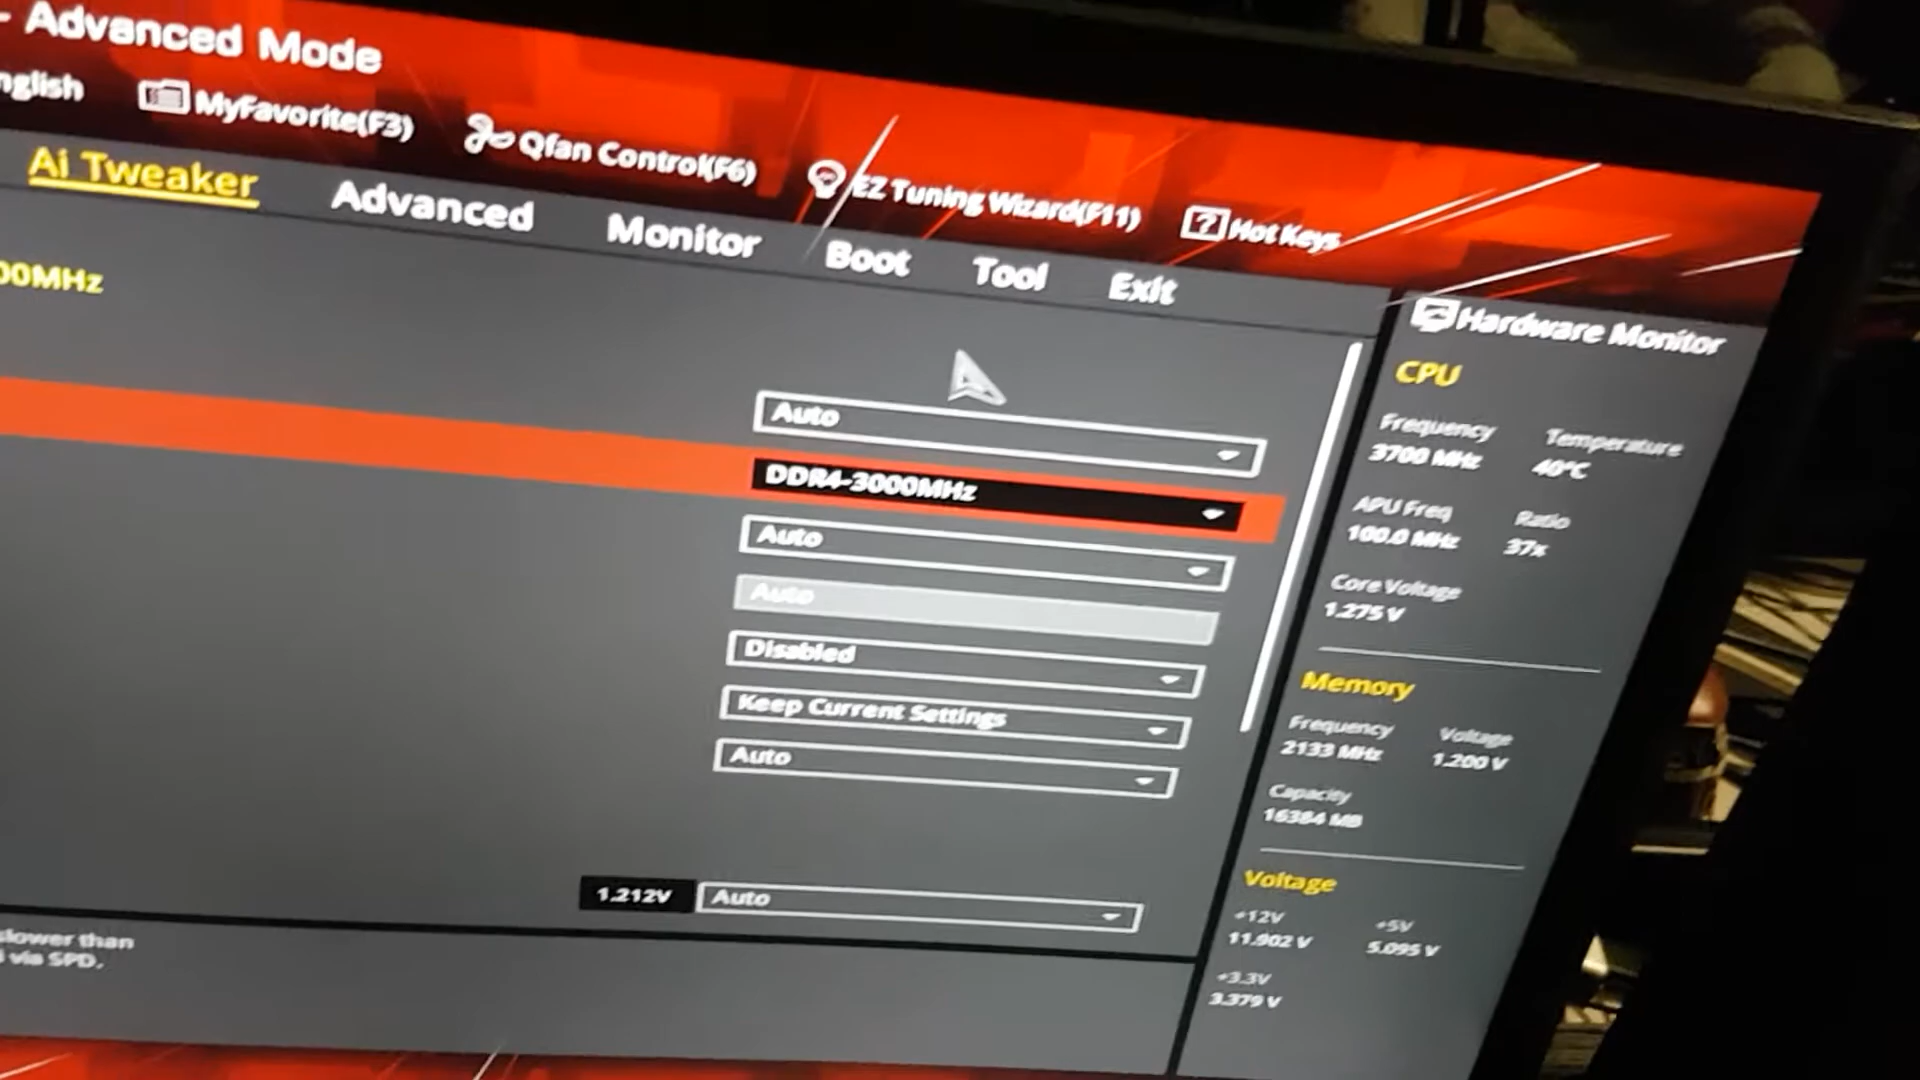 - Advanced Mode
nglish MyFavorite(F3) Qfan Control(F6) EZ Tuning Wizard(F11) ? Hot Keys
Ai Tweaker Advanced Monitor Boot Tool Exit
00MHz
Auto
DDR4-3000MHz
Auto
Auto
Disabled
Keep Current Settings
Auto
1.212V Auto
slower than
via SPD.
Hardware Monitor
CPU
Frequency Temperature
3700 MHz 40°C
APU Freq Ratio
100.0 MHz 37x
Core Voltage
1.275 V
Memory
Frequency Voltage
2133 MHz 1.200 V
Capacity
16384 MB
Voltage
+12V +5V
11.902 V 5.095 V
+3.3V
3.379 V